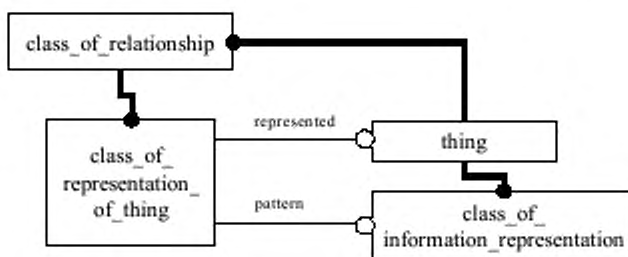 class_of_relationship
represented
thing
class_of_
representation_
of_thing
pattern
class_of_
information_representation